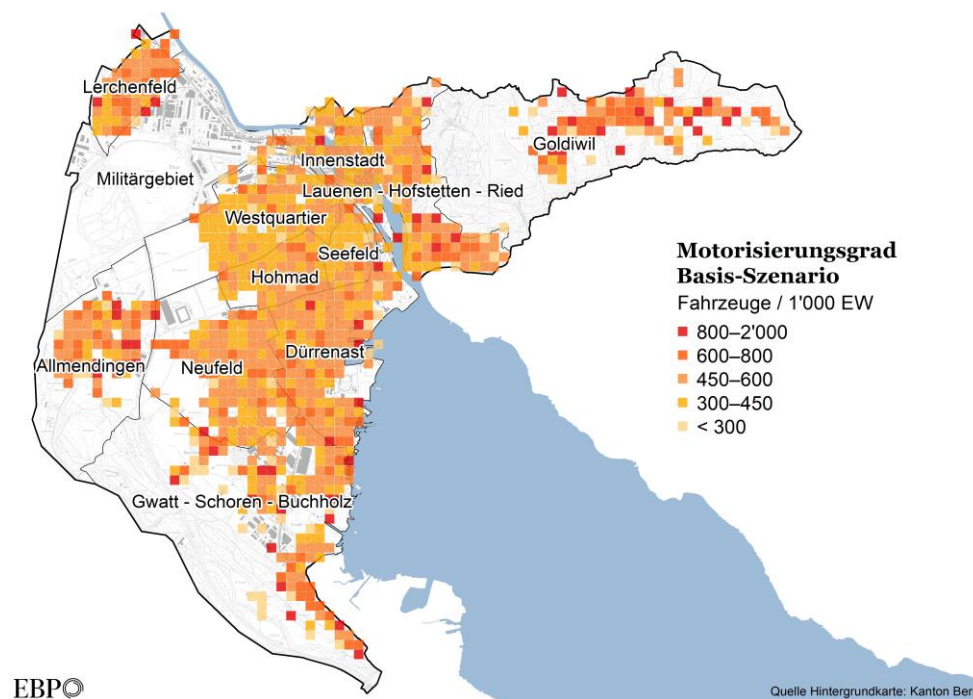 Lerchenfeld
Militärgebiet
Innenstadt
Goldiwil
Lauenen - Hofstetten - Ried
Westquartier
Seefeld
Hohmad
Motorisierungsgrad
Basis-Szenario
Fahrzeuge / 1'000 EW
800–2'000
600–800
450–600
300–450
< 300
Dürrenast
Allmendingen
Neufeld
Gwatt - Schoren - Buchholz
EBP
Quelle Hintergrundkarte: Kanton Ber